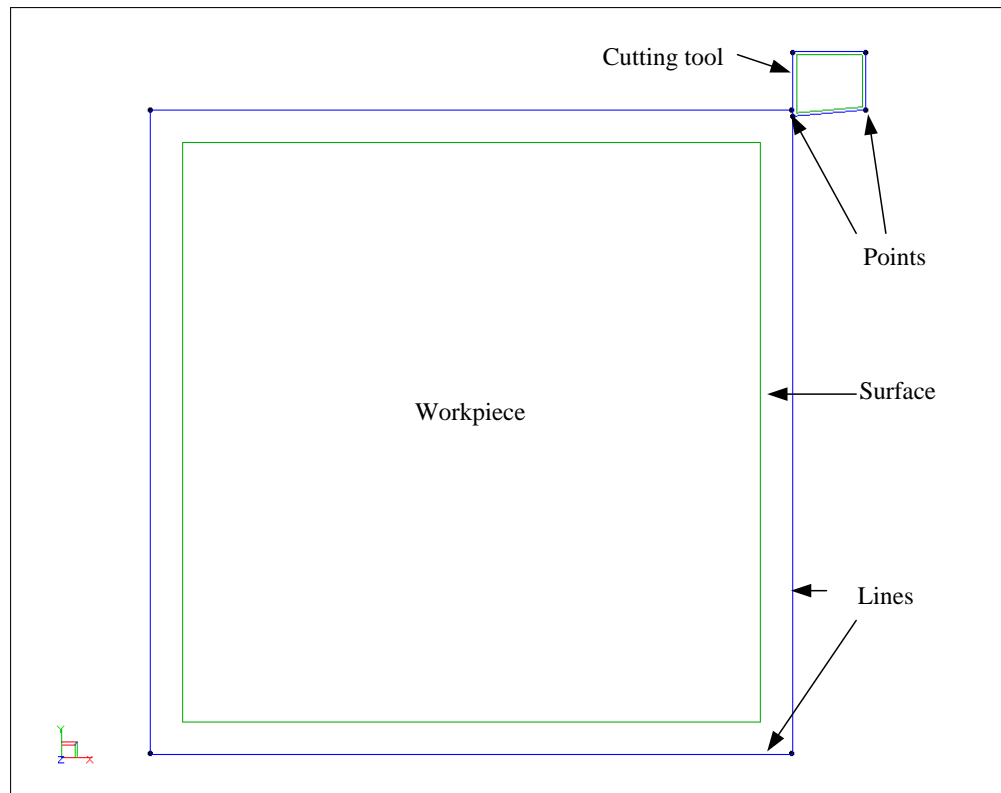 Cutting tool
Points
Surface
Workpiece
Lines
Y
Z X